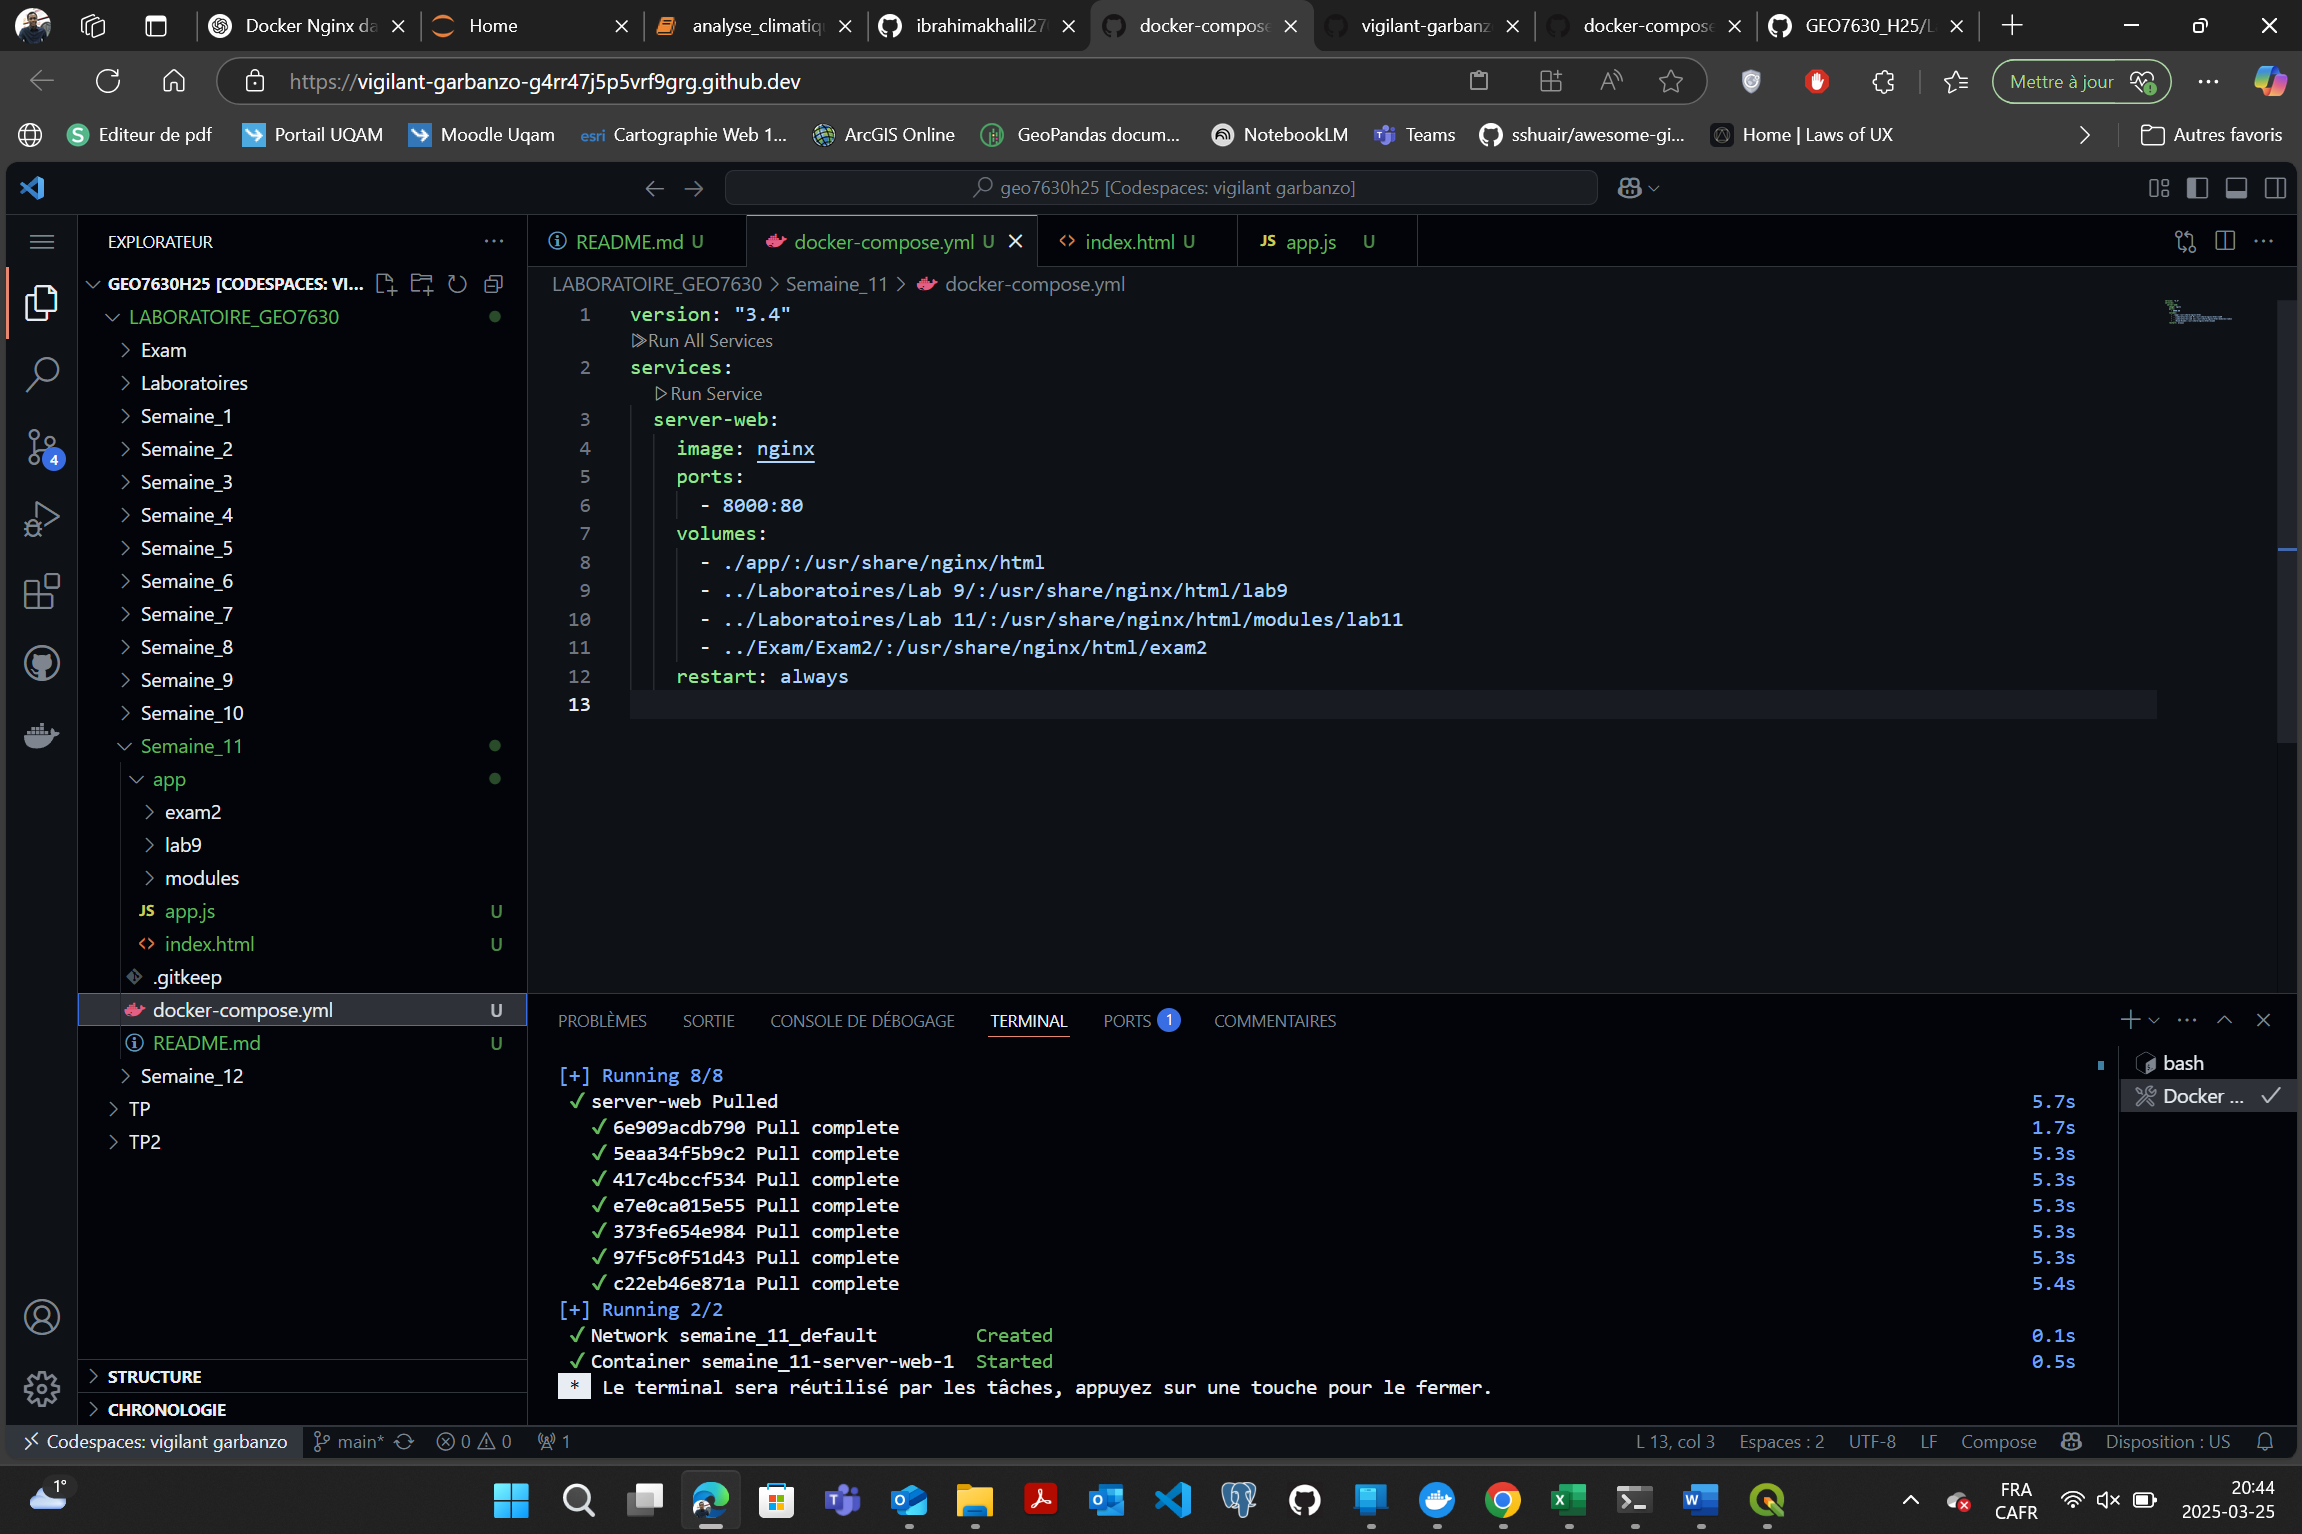 Docker Nginx da
Home
analyse_climatiq
ibrahimakhalil27
docker-compose
vigilant-garbanz
docker-compose
GEO7630_H25/L
https://vigilant-garbanzo-g4rr47j5p5vrf9grg.github.dev
Mettre à jour
Editeur de pdf
Portail UQAM
Moodle Uqam
esri Cartographie Web 1...
ArcGIS Online
GeoPandas docum...
NotebookLM
Teams
sshuair/awesome-gi...
Home | Laws of UX
Autres favoris
geo7630h25 [Codespaces: vigilant garbanzo]
EXPLORATEUR
README.md U
docker-compose.yml U
index.html U
JS app.js U
GEO7630H25 [CODESPACES: VI...
LABORATOIRE_GEO7630
Exam
Laboratoires
Semaine_1
Semaine_2
Semaine_3
Semaine_4
Semaine_5
Semaine_6
Semaine_7
Semaine_8
Semaine_9
Semaine_10
Semaine_11
app
exam2
lab9
modules
JS app.js U
index.html U
.gitkeep
docker-compose.yml U
README.md U
Semaine_12
TP
TP2
STRUCTURE
CHRONOLOGIE
4
LABORATOIRE_GEO7630 > Semaine_11 > docker-compose.yml
1 version: "3.4"
Run All Services
2 services:
Run Service
3 server-web:
4 image: nginx
5 ports:
6 - 8000:80
7 volumes:
8 - ./app/:/usr/share/nginx/html
9 - ../Laboratoires/Lab 9/:/usr/share/nginx/html/lab9
10 - ../Laboratoires/Lab 11/:/usr/share/nginx/html/modules/lab11
11 - ../Exam/Exam2/:/usr/share/nginx/html/exam2
12 restart: always
13
PROBLÈMES SORTIE CONSOLE DE DÉBOGAGE TERMINAL PORTS 1 COMMENTAIRES
[+] Running 8/8
✓ server-web Pulled 5.7s
✓ 6e909acdb790 Pull complete 1.7s
✓ 5eaa34f5b9c2 Pull complete 5.3s
✓ 417c4bccf534 Pull complete 5.3s
✓ e7e0ca015e55 Pull complete 5.3s
✓ 373fe654e984 Pull complete 5.3s
✓ 97f5c0f51d43 Pull complete 5.3s
✓ c22eb46e871a Pull complete 5.4s
[+] Running 2/2
✓ Network semaine_11_default Created 0.1s
✓ Container semaine_11-server-web-1 Started 0.5s
* Le terminal sera réutilisé par les tâches, appuyez sur une touche pour le fermer.
bash
Docker ...
Codespaces: vigilant garbanzo
main*
0
0
1
L 13, col 3
Espaces : 2
UTF-8
LF
Compose
Disposition : US
1°
FRA
CAFR
20:44
2025-03-25